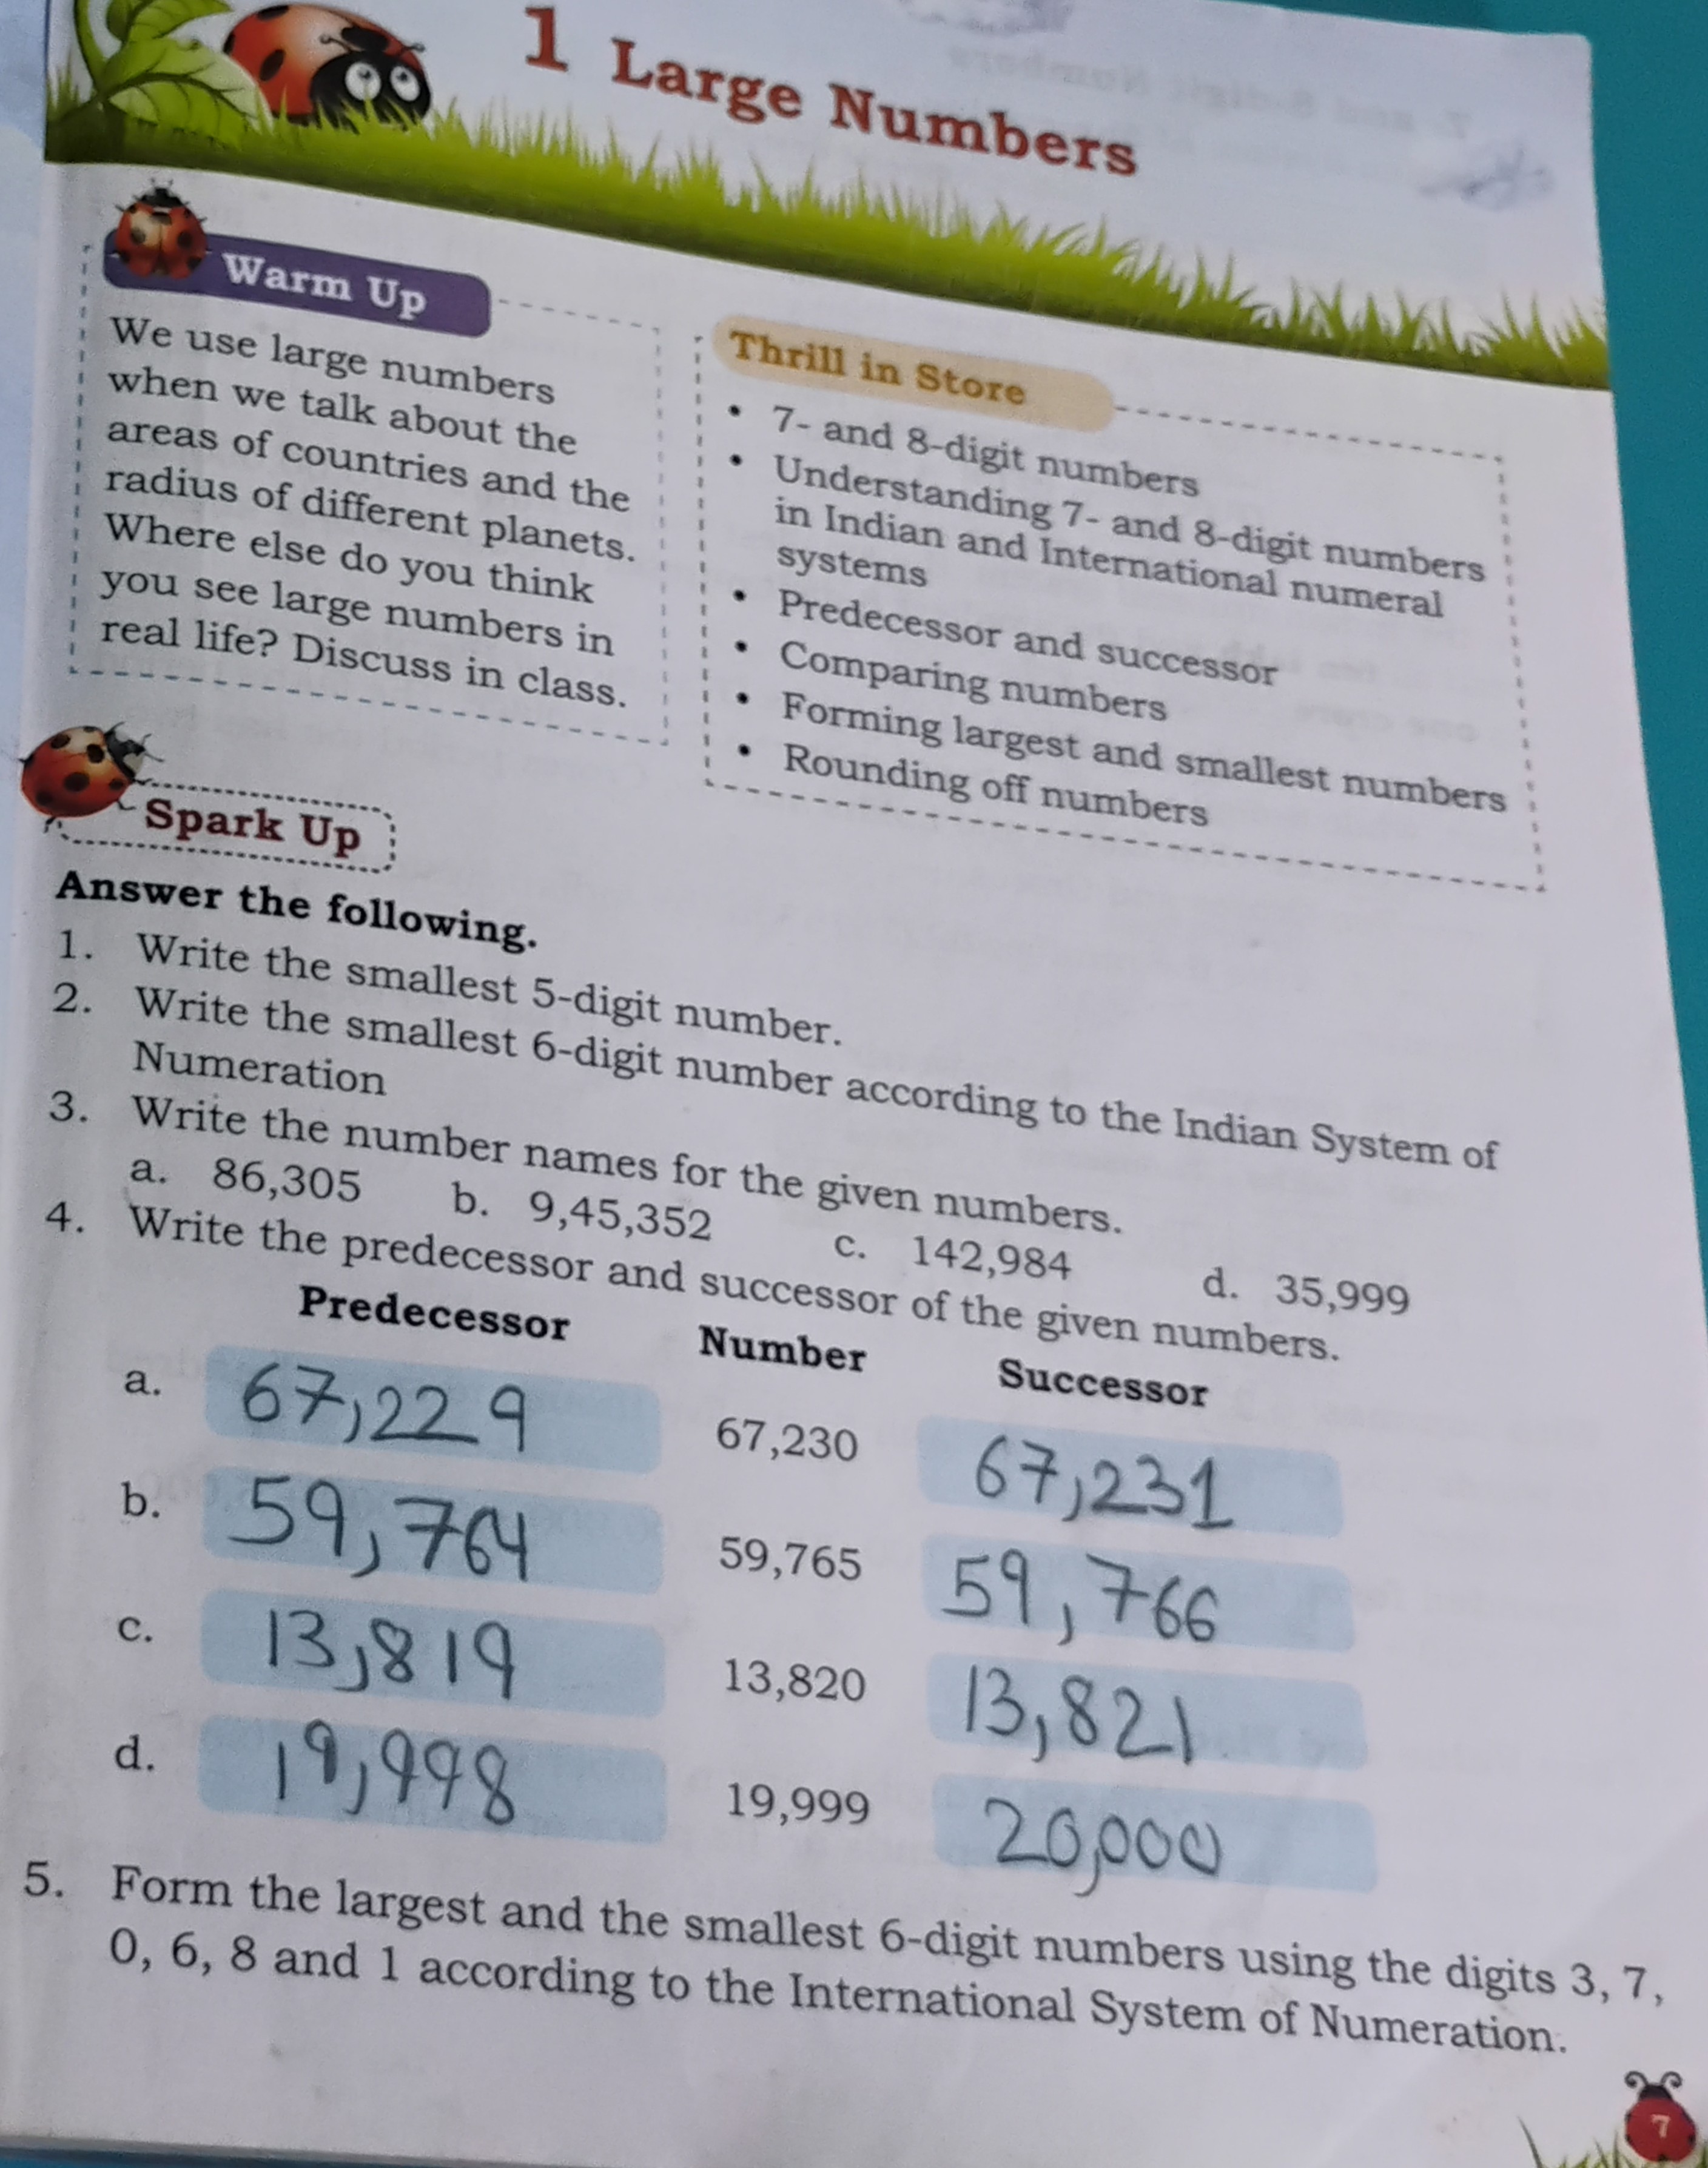 1 Large Numbers
Warm Up
We use large numbers
when we talk about the
areas of countries and the
radius of different planets.
Where else do you think
you see large numbers in
real life? Discuss in class.
Thrill in Store
• 7- and 8-digit numbers
• Understanding 7- and 8-digit numbers
in Indian and International numeral
systems
• Predecessor and successor
• Comparing numbers
• Forming largest and smallest numbers
• Rounding off numbers
Spark Up
Answer the following.
1. Write the smallest 5-digit number.
2. Write the smallest 6-digit number according to the Indian System of
Numeration
3. Write the number names for the given numbers.
a. 86,305 b. 9,45,352 c. 142,984 d. 35,999
4. Write the predecessor and successor of the given numbers.
Predecessor Number Successor
a. 67,229 67,230 67,231
b. 59,764 59,765 59,766
c. 13,819 13,820 13,821
d. 19,998 19,999 20,000
5. Form the largest and the smallest 6-digit numbers using the digits 3, 7,
0, 6, 8 and 1 according to the International System of Numeration.
7